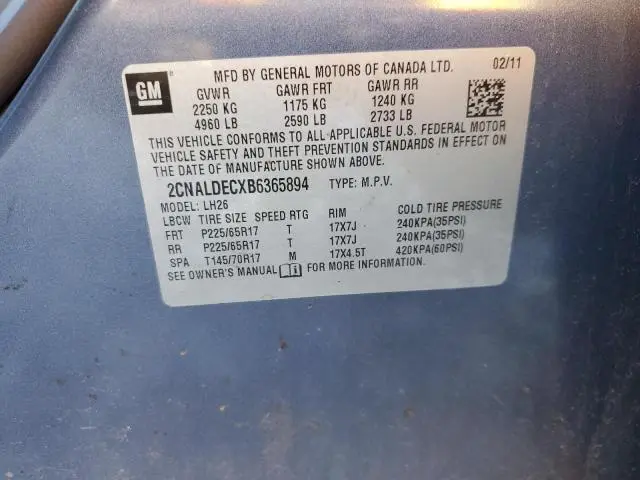 GM
MFD BY GENERAL MOTORS OF CANADA LTD. 02/11
GVWR GAWR FRT GAWR RR
2250 KG 1175 KG 1240 KG
4960 LB 2590 LB 2733 LB
THIS VEHICLE CONFORMS TO ALL APPLICABLE U.S. FEDERAL MOTOR
VEHICLE SAFETY AND THEFT PREVENTION STANDARDS IN EFFECT ON
THE DATE OF MANUFACTURE SHOWN ABOVE.
2CNALDECXB6365894 TYPE: M.P.V.
MODEL: LH26
LBCW TIRE SIZE SPEED RTG RIM COLD TIRE PRESSURE
FRT P225/65R17 T 17X7J 240KPA(35PSI)
RR P225/65R17 T 17X7J 240KPA(35PSI)
SPA T145/70R17 M 17X4.5T 420KPA(60PSI)
SEE OWNER'S MANUAL FOR MORE INFORMATION.